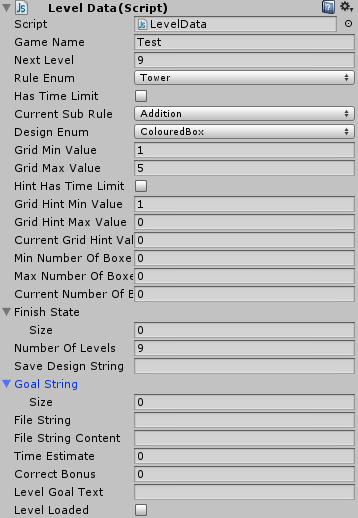 Level Data(Script)
Script LevelData
Game Name Test
Next Level 9
Rule Enum Tower
Has Time Limit
Current Sub Rule Addition
Design Enum ColouredBox
Grid Min Value 1
Grid Max Value 5
Hint Has Time Limit
Grid Hint Min Value 1
Grid Hint Max Value 0
Current Grid Hint Val 0
Min Number Of Boxe 0
Max Number Of Boxe 0
Current Number Of B 0
Finish State
Size 0
Number Of Levels 9
Save Design String
Goal String
Size 0
File String
File String Content
Time Estimate 0
Correct Bonus 0
Level Goal Text
Level Loaded